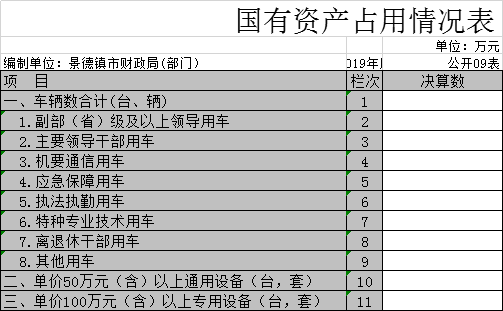 国有资产占用情况表
单位：万元
编制单位：景德镇市财政局(部门) 019年 公开09表
项 目 栏次 决算数
一、车辆数合计(台、辆) 1
1.副部（省）级及以上领导用车 2
2.主要领导干部用车 3
3.机要通信用车 4
4.应急保障用车 5
5.执法执勤用车 6
6.特种专业技术用车 7
7.离退休干部用车 8
8.其他用车 9
二、单价50万元（含）以上通用设备（台，套） 10
三、单价100万元（含）以上专用设备（台，套） 11